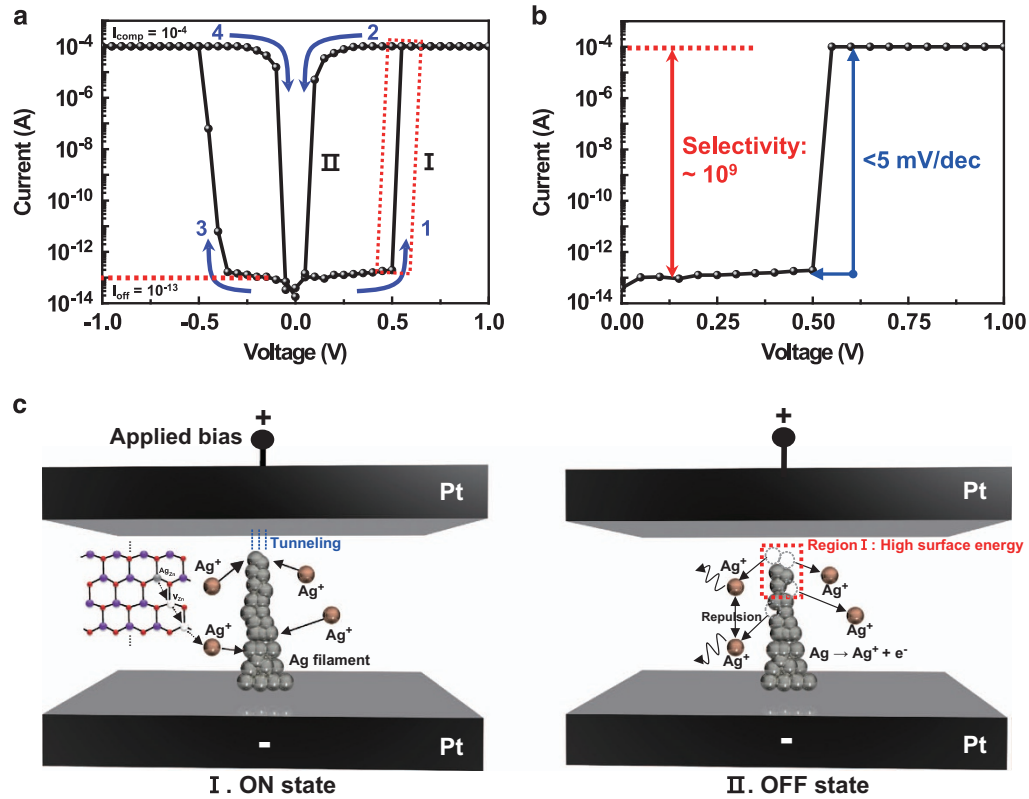 a
I_comp = 10^-4
4
2
10^-4
10^-6
10^-8
10^-10
10^-12
10^-14
Current (A)
II
I
3
1
I_off = 10^-13
-1.0 -0.5 0.0 0.5 1.0
Voltage (V)
b
10^-4
10^-6
10^-8
10^-10
10^-12
10^-14
Current (A)
Selectivity:
~ 10^9
<5 mV/dec
0.00 0.25 0.50 0.75 1.00
Voltage (V)
c
+
Applied bias
Pt
Tunneling
Ag_Zn
V_Zn
Ag+
Ag+
Ag+
Ag+
Ag filament
-
Pt
I . ON state
+
Pt
Region I : High surface energy
Ag+
Ag+
Repulsion
Ag+
Ag+
Ag → Ag+ + e-
-
Pt
II. OFF state